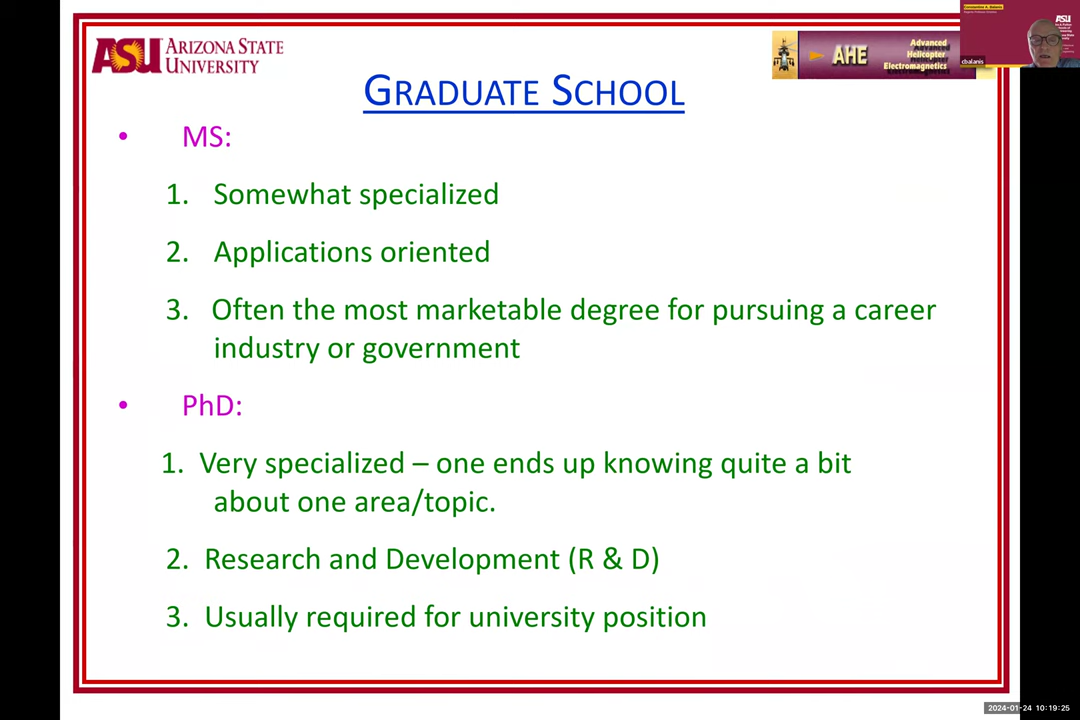 ASU ARIZONA STATE
UNIVERSITY
AHE
Advanced
Helicopter
Electromagnetics
Constantine A. Balanis
ASU
cbalanis
GRADUATE SCHOOL
• MS:
1. Somewhat specialized
2. Applications oriented
3. Often the most marketable degree for pursuing a career
industry or government
• PhD:
1. Very specialized – one ends up knowing quite a bit
about one area/topic.
2. Research and Development (R & D)
3. Usually required for university position
2024-01-24 10:19:25